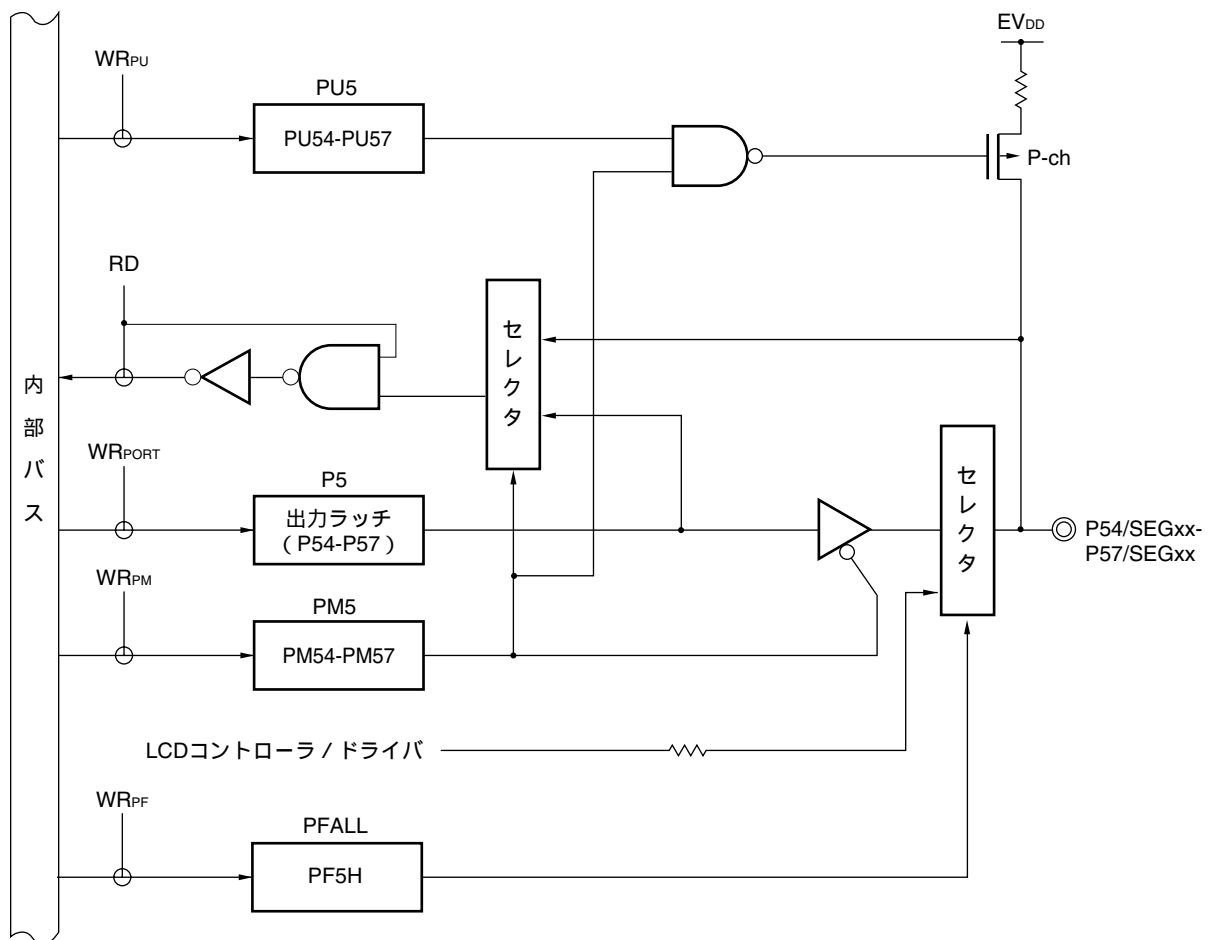 EVDD
WRPU
PU5
PU54-PU57
P-ch
RD
セレクタ
内部バス
WRPORT
P5
出力ラッチ
(P54-P57)
セレクタ
P54/SEGxx-
P57/SEGxx
WRPM
PM5
PM54-PM57
LCDコントローラ / ドライバ
WRPF
PFALL
PF5H